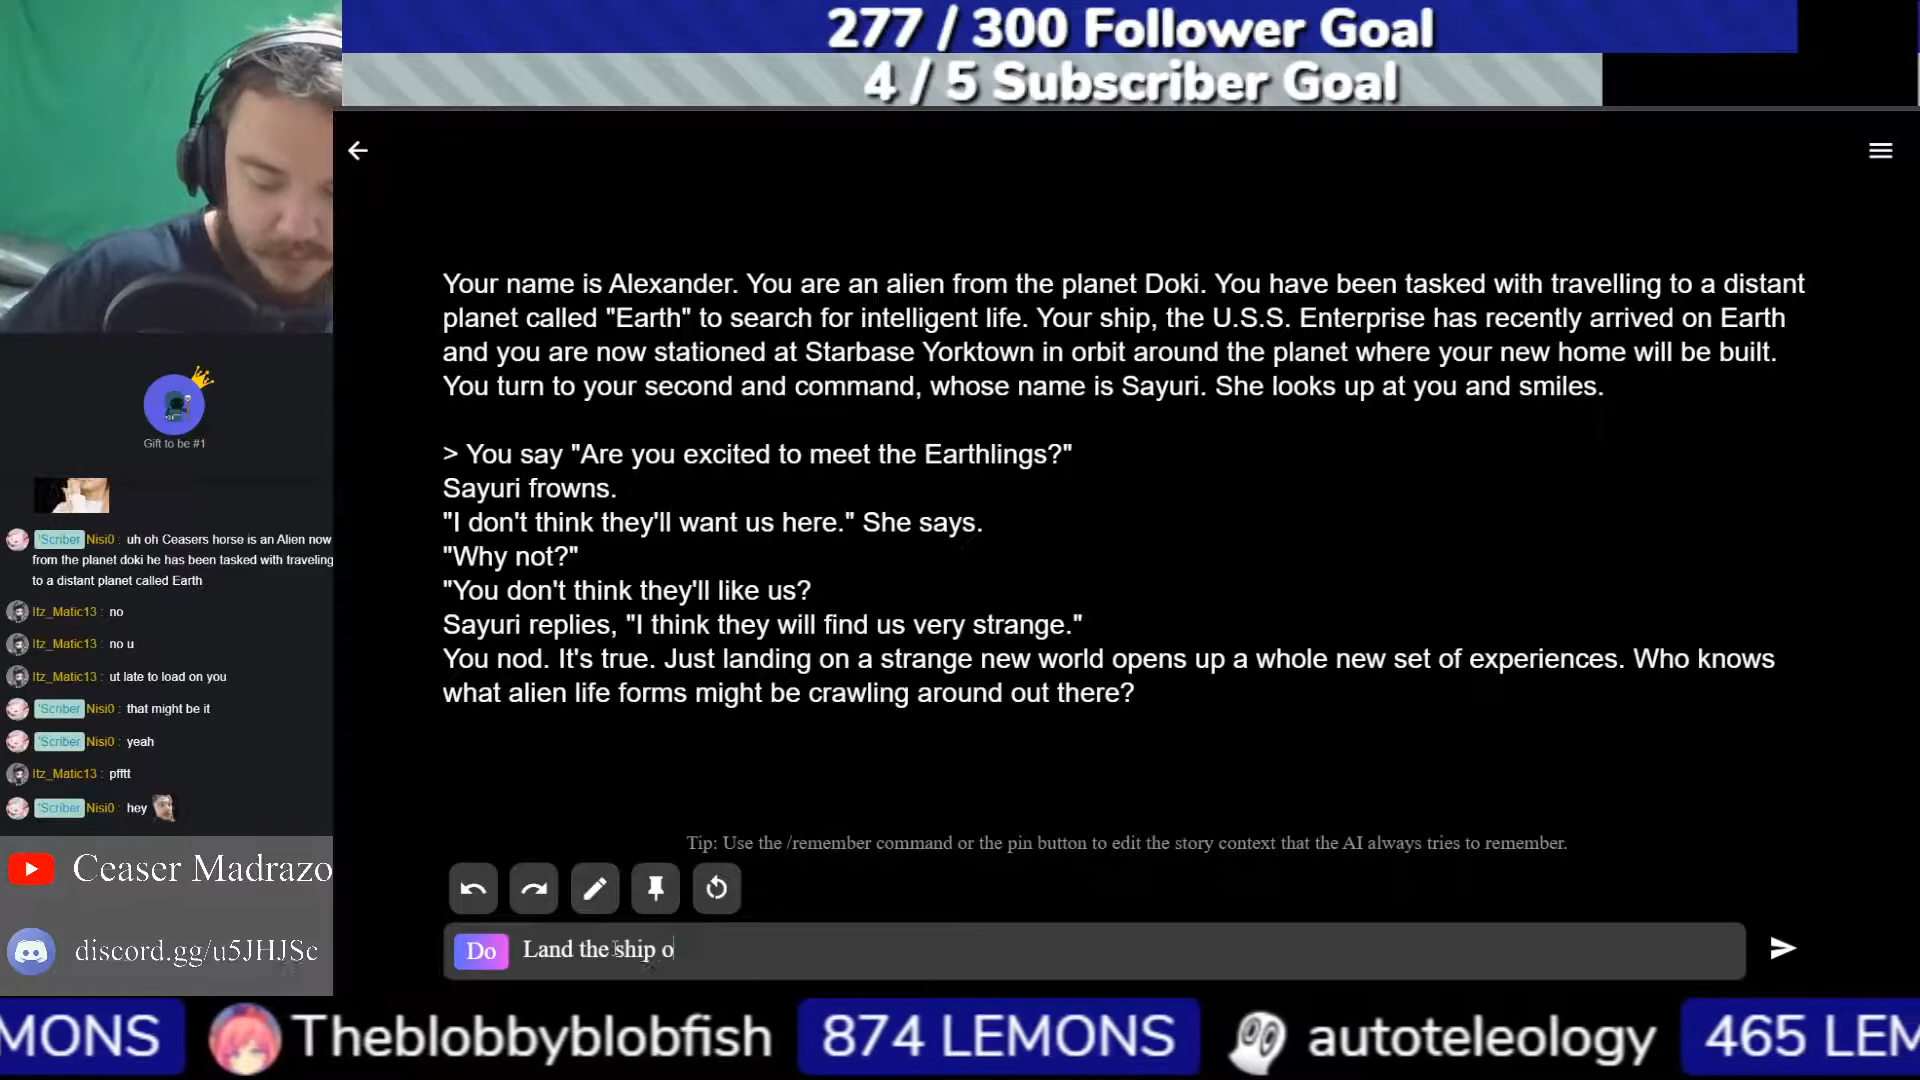 277 / 300 Follower Goal
4 / 5 Subscriber Goal
Your name is Alexander. You are an alien from the planet Doki. You have been tasked with travelling to a distant
planet called "Earth" to search for intelligent life. Your ship, the U.S.S. Enterprise has recently arrived on Earth
and you are now stationed at Starbase Yorktown in orbit around the planet where your new home will be built.
You turn to your second and command, whose name is Sayuri. She looks up at you and smiles.
> You say "Are you excited to meet the Earthlings?"
Sayuri frowns.
"I don't think they'll want us here." She says.
"Why not?"
"You don't think they'll like us?
Sayuri replies, "I think they will find us very strange."
You nod. It's true. Just landing on a strange new world opens up a whole new set of experiences. Who knows
what alien life forms might be crawling around out there?
Tip: Use the /remember command or the pin button to edit the story context that the AI always tries to remember.
Do Land the ship o
Gift to be #1
'Scriber Nisi0 : uh oh Ceasers horse is an Alien now
from the planet doki he has been tasked with traveling
to a distant planet called Earth
Itz_Matic13 : no
Itz_Matic13 : no u
Itz_Matic13 : ut late to load on you
'Scriber Nisi0 : that might be it
'Scriber Nisi0 : yeah
Itz_Matic13 : pfftt
'Scriber Nisi0 : hey
Ceaser Madrazo
discord.gg/u5JHJSc
MONS Theblobbyblobfish 874 LEMONS autoteleology 465 LEM